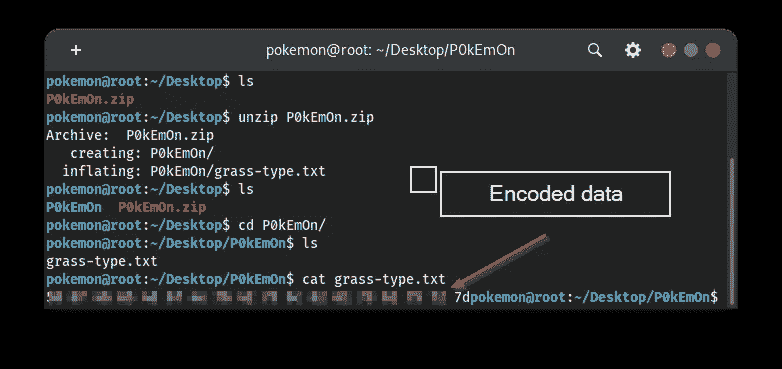 pokemon@root: ~/Desktop/P0kEmOn
pokemon@root:~/Desktop$ ls
P0kEmOn.zip
pokemon@root:~/Desktop$ unzip P0kEmOn.zip
Archive:  P0kEmOn.zip
   creating: P0kEmOn/
  inflating: P0kEmOn/grass-type.txt
pokemon@root:~/Desktop$ ls
P0kEmOn  P0kEmOn.zip
Encoded data
pokemon@root:~/Desktop$ cd P0kEmOn/
pokemon@root:~/Desktop/P0kEmOn$ ls
grass-type.txt
pokemon@root:~/Desktop/P0kEmOn$ cat grass-type.txt
7dpokemon@root:~/Desktop/P0kEmOn$